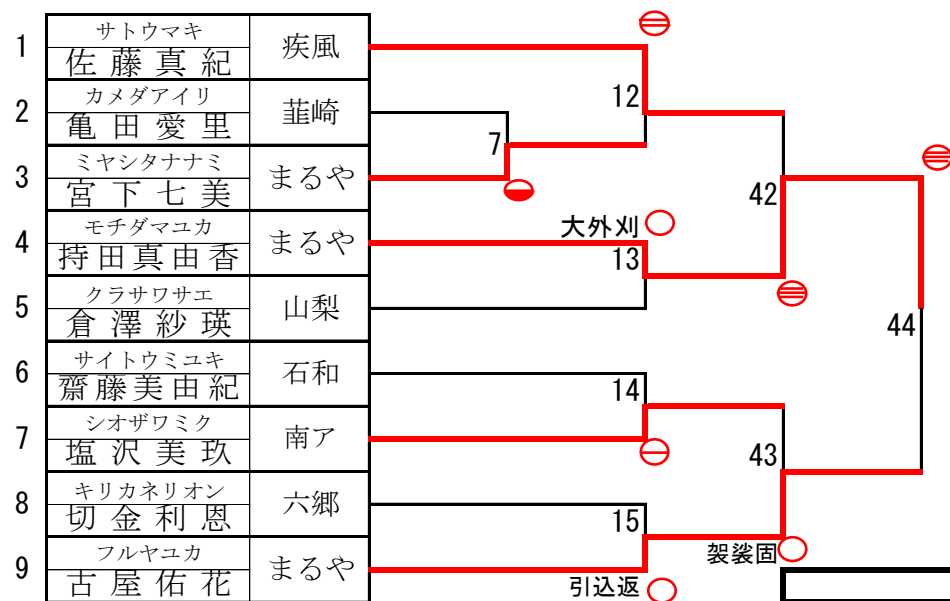 1 サトウマキ 疾風
佐藤真紀
12
2 カメダアイリ 韮崎
亀田愛里
7
3 ミヤシタナナミ まるや
宮下七美
42
4 モチダマユカ まるや 大外刈
持田真由香
13
5 クラサワサエ 山梨
倉澤紗瑛
44
6 サイトウミユキ 石和
齋藤美由紀
14
7 シオザワミク 南ア
塩沢美玖
43
8 キリカネリオン 六郷
切金利恩
15
9 フルヤユカ まるや 袈裟固
古屋佑花
引込返